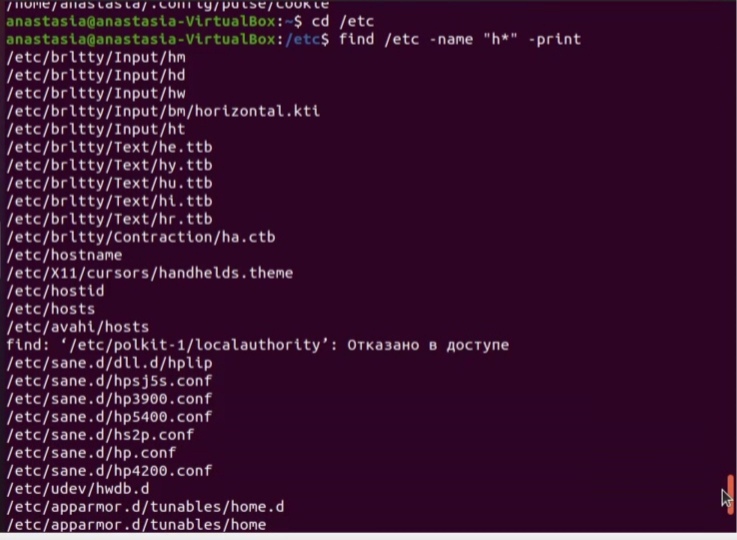 /home/anastasia/.config/pulse/cookie
anastasia@anastasia-VirtualBox:~$ cd /etc
anastasia@anastasia-VirtualBox:/etc$ find /etc -name "h*" -print
/etc/brltty/Input/hm
/etc/brltty/Input/hd
/etc/brltty/Input/hw
/etc/brltty/Input/bm/horizontal.kti
/etc/brltty/Input/ht
/etc/brltty/Text/he.ttb
/etc/brltty/Text/hy.ttb
/etc/brltty/Text/hu.ttb
/etc/brltty/Text/hi.ttb
/etc/brltty/Text/hr.ttb
/etc/brltty/Contraction/ha.ctb
/etc/hostname
/etc/X11/cursors/handhelds.theme
/etc/hostid
/etc/hosts
/etc/avahi/hosts
find: ‘/etc/polkit-1/localauthority’: Отказано в доступе
/etc/sane.d/dll.d/hplip
/etc/sane.d/hpsj5s.conf
/etc/sane.d/hp3900.conf
/etc/sane.d/hp5400.conf
/etc/sane.d/hs2p.conf
/etc/sane.d/hp.conf
/etc/sane.d/hp4200.conf
/etc/udev/hwdb.d
/etc/apparmor.d/tunables/home.d
/etc/apparmor.d/tunables/home